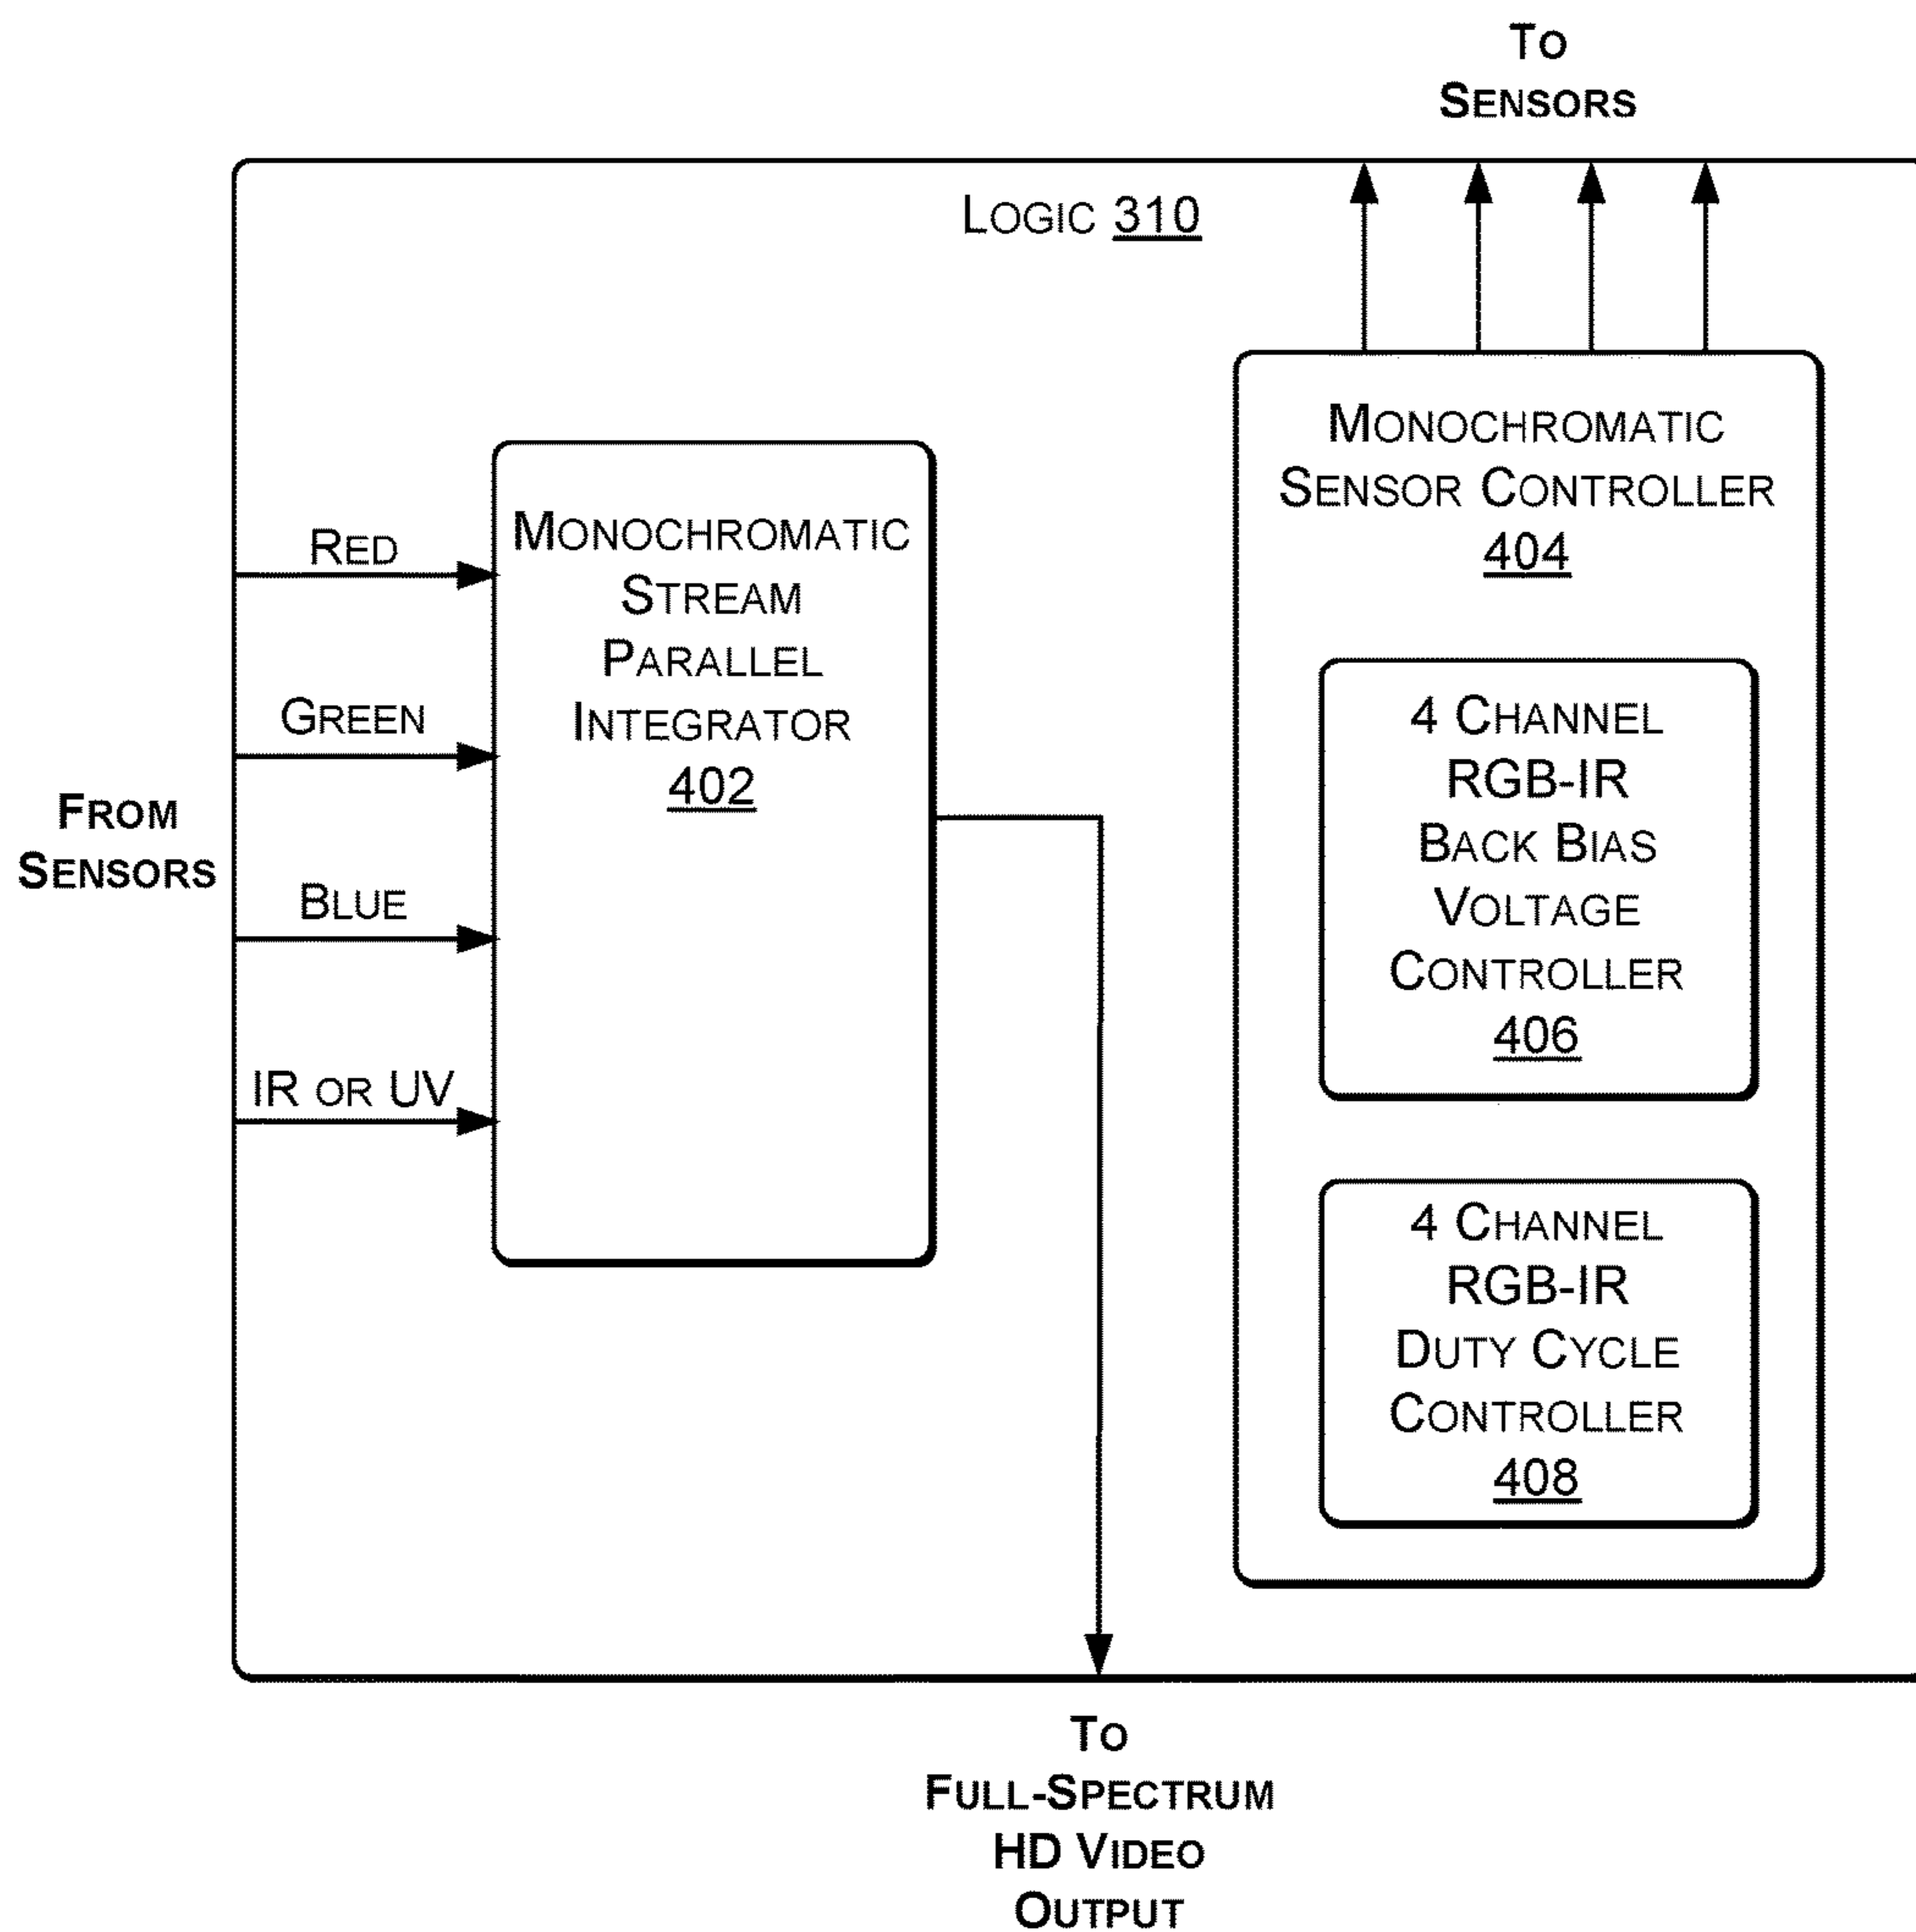 To
Sensors
Logic 310
Monochromatic
Sensor Controller
404
Red
Monochromatic
Stream
Parallel
Integrator
402
Green
From
Sensors
Blue
IR or UV
4 Channel
RGB-IR
Back Bias
Voltage
Controller
406
4 Channel
RGB-IR
Duty Cycle
Controller
408
To
Full-Spectrum
HD Video
Output